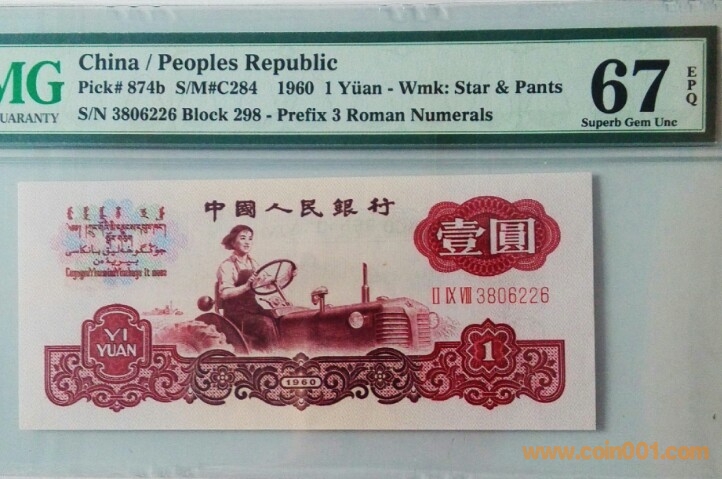 MG
GUARANTY
China / Peoples Republic
Pick# 874b S/M#C284 1960 1 Yüan - Wmk: Star & Pants
S/N 3806226 Block 298 - Prefix 3 Roman Numerals
67
EPQ
Superb Gem Unc
中國人民銀行
壹圓
II IX VIII 3806226
YI
YUAN
1960
1
www.coin001.com